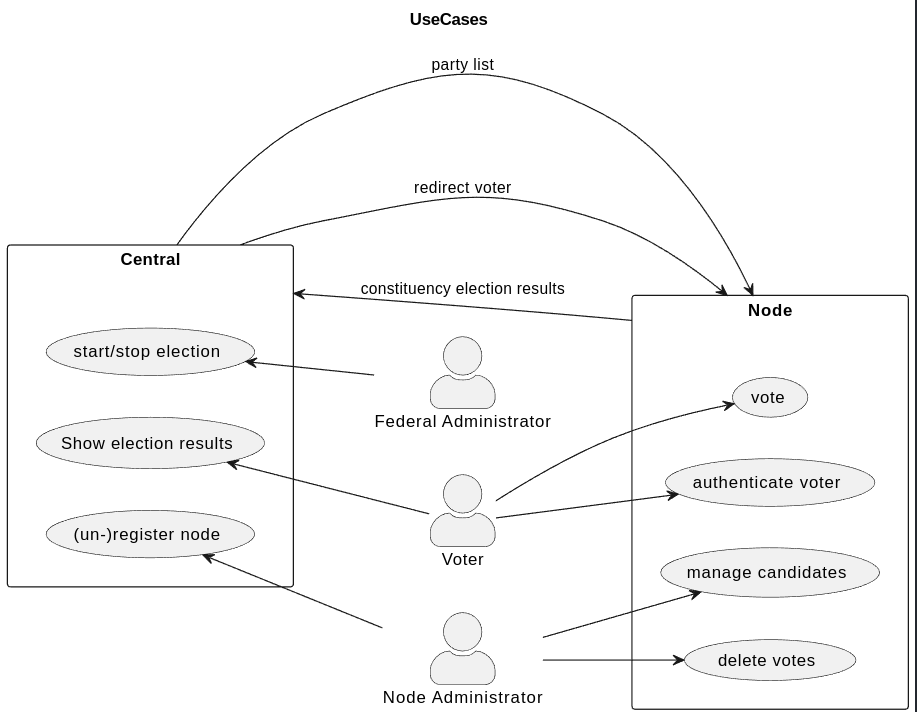 UseCases
party list
redirect voter
Central
constituency election results
Node
start/stop election
Federal Administrator
vote
Show election results
authenticate voter
(un-)register node
Voter
manage candidates
delete votes
Node Administrator